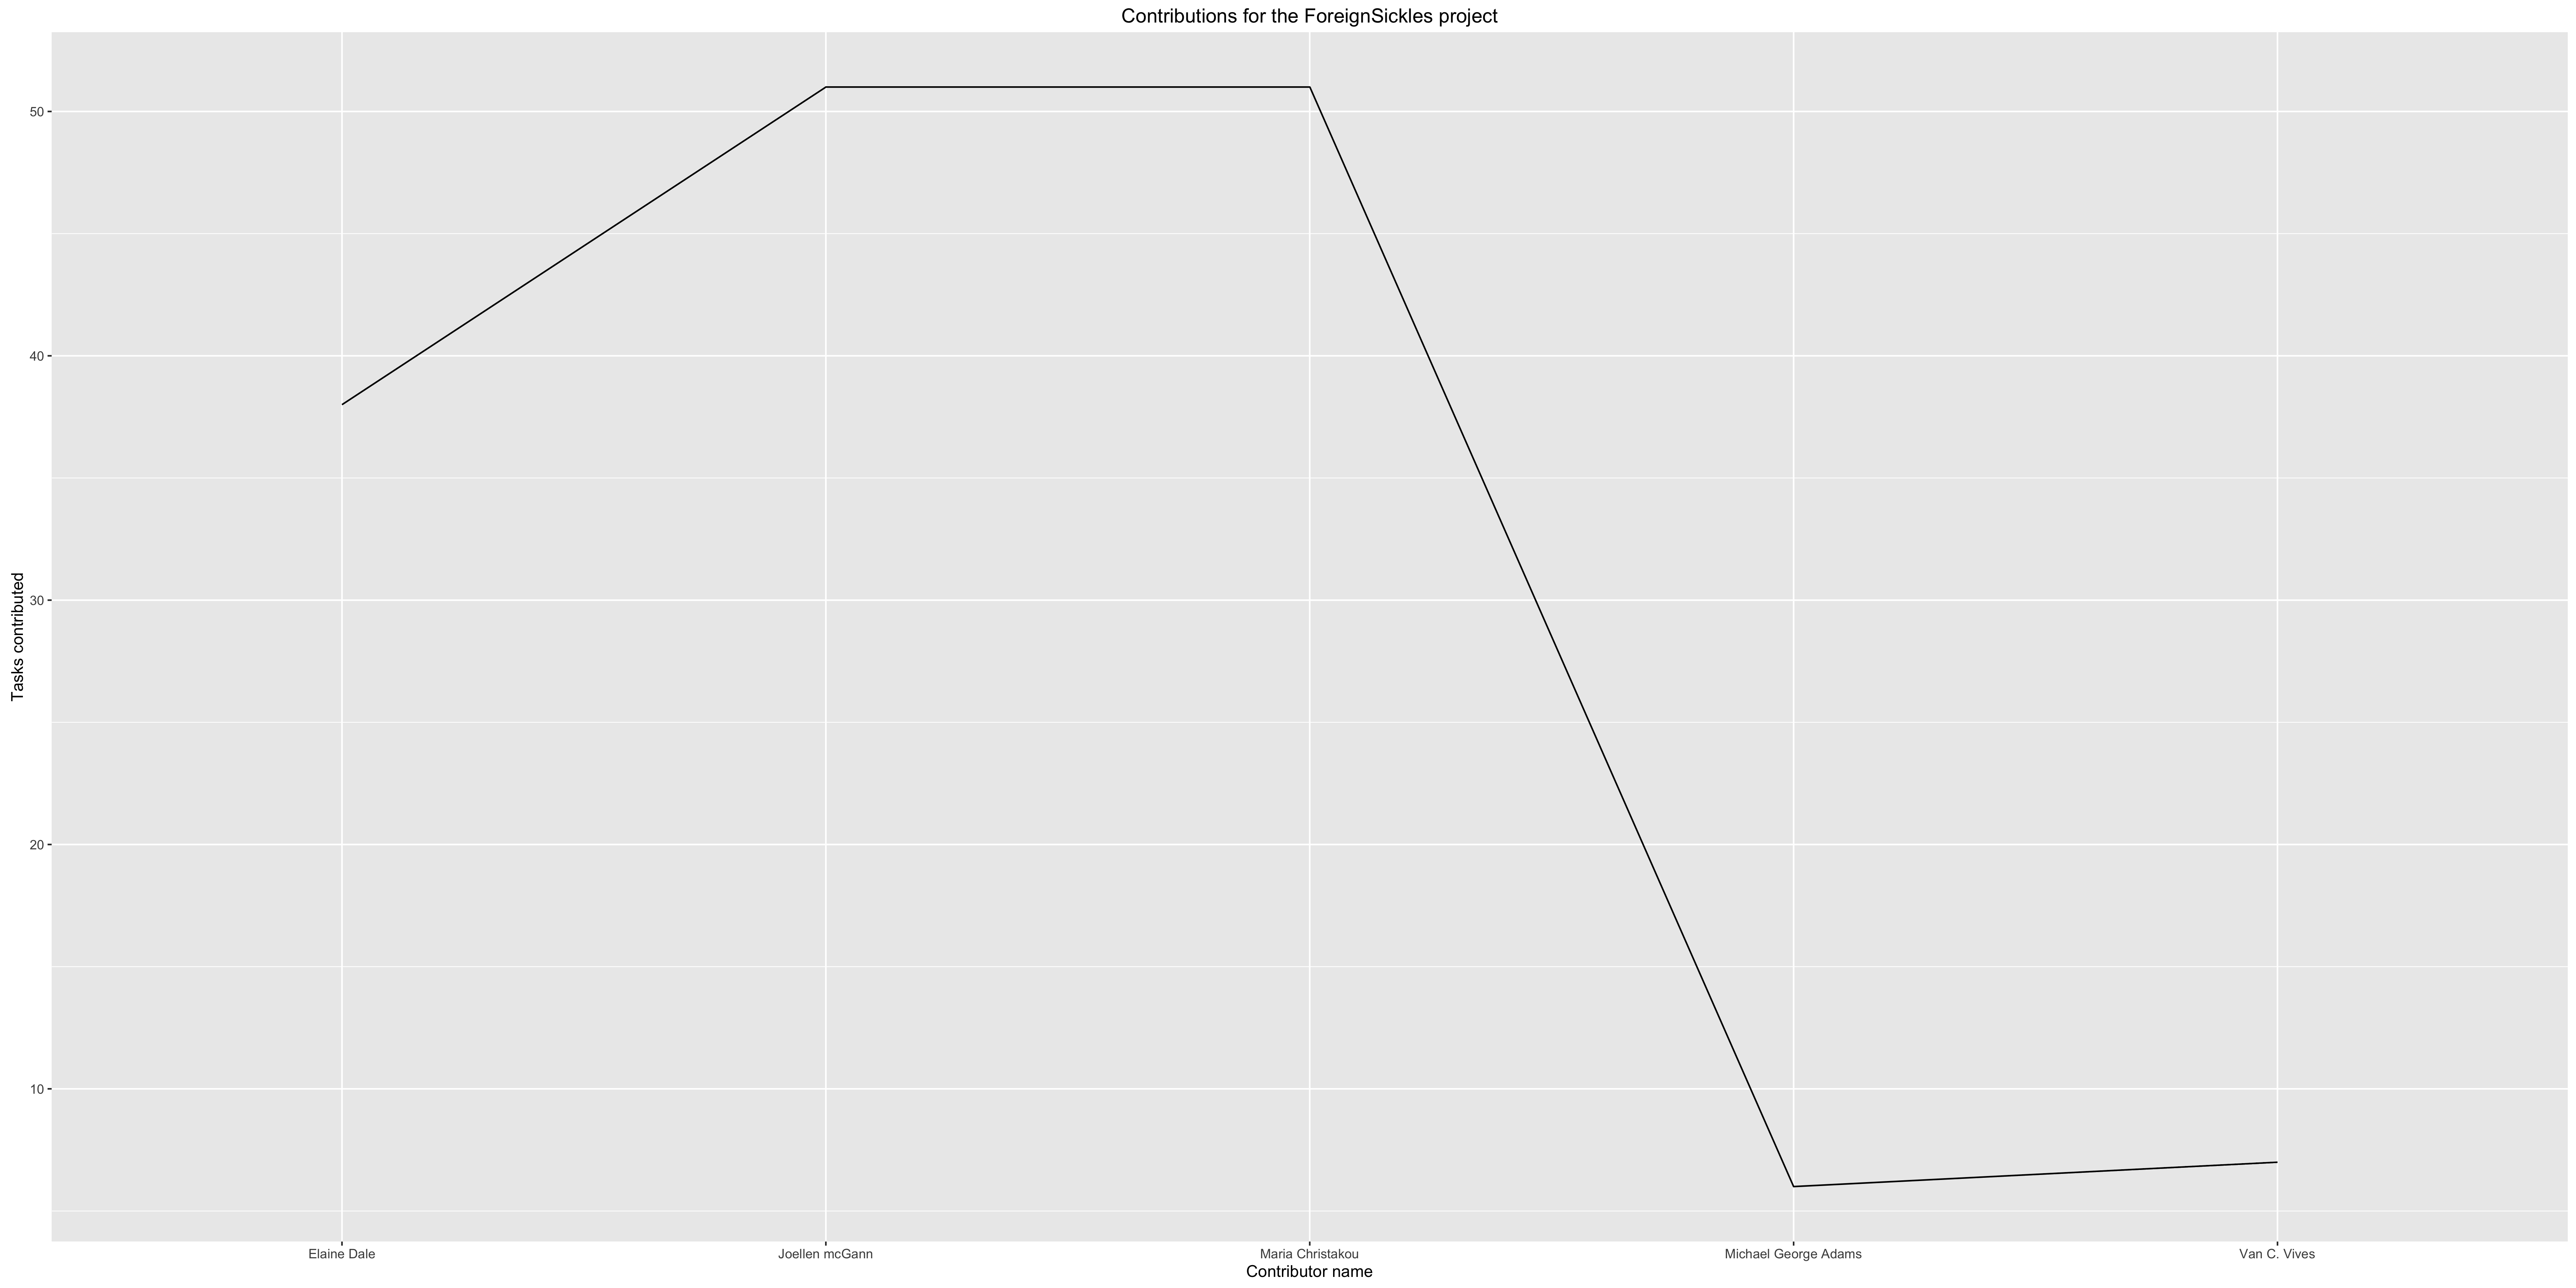 Contributions for the ForeignSickles project
Tasks contributed
50
40
30
20
10
Elaine Dale
Joellen mcGann
Maria Christakou
Michael George Adams
Van C. Vives
Contributor name